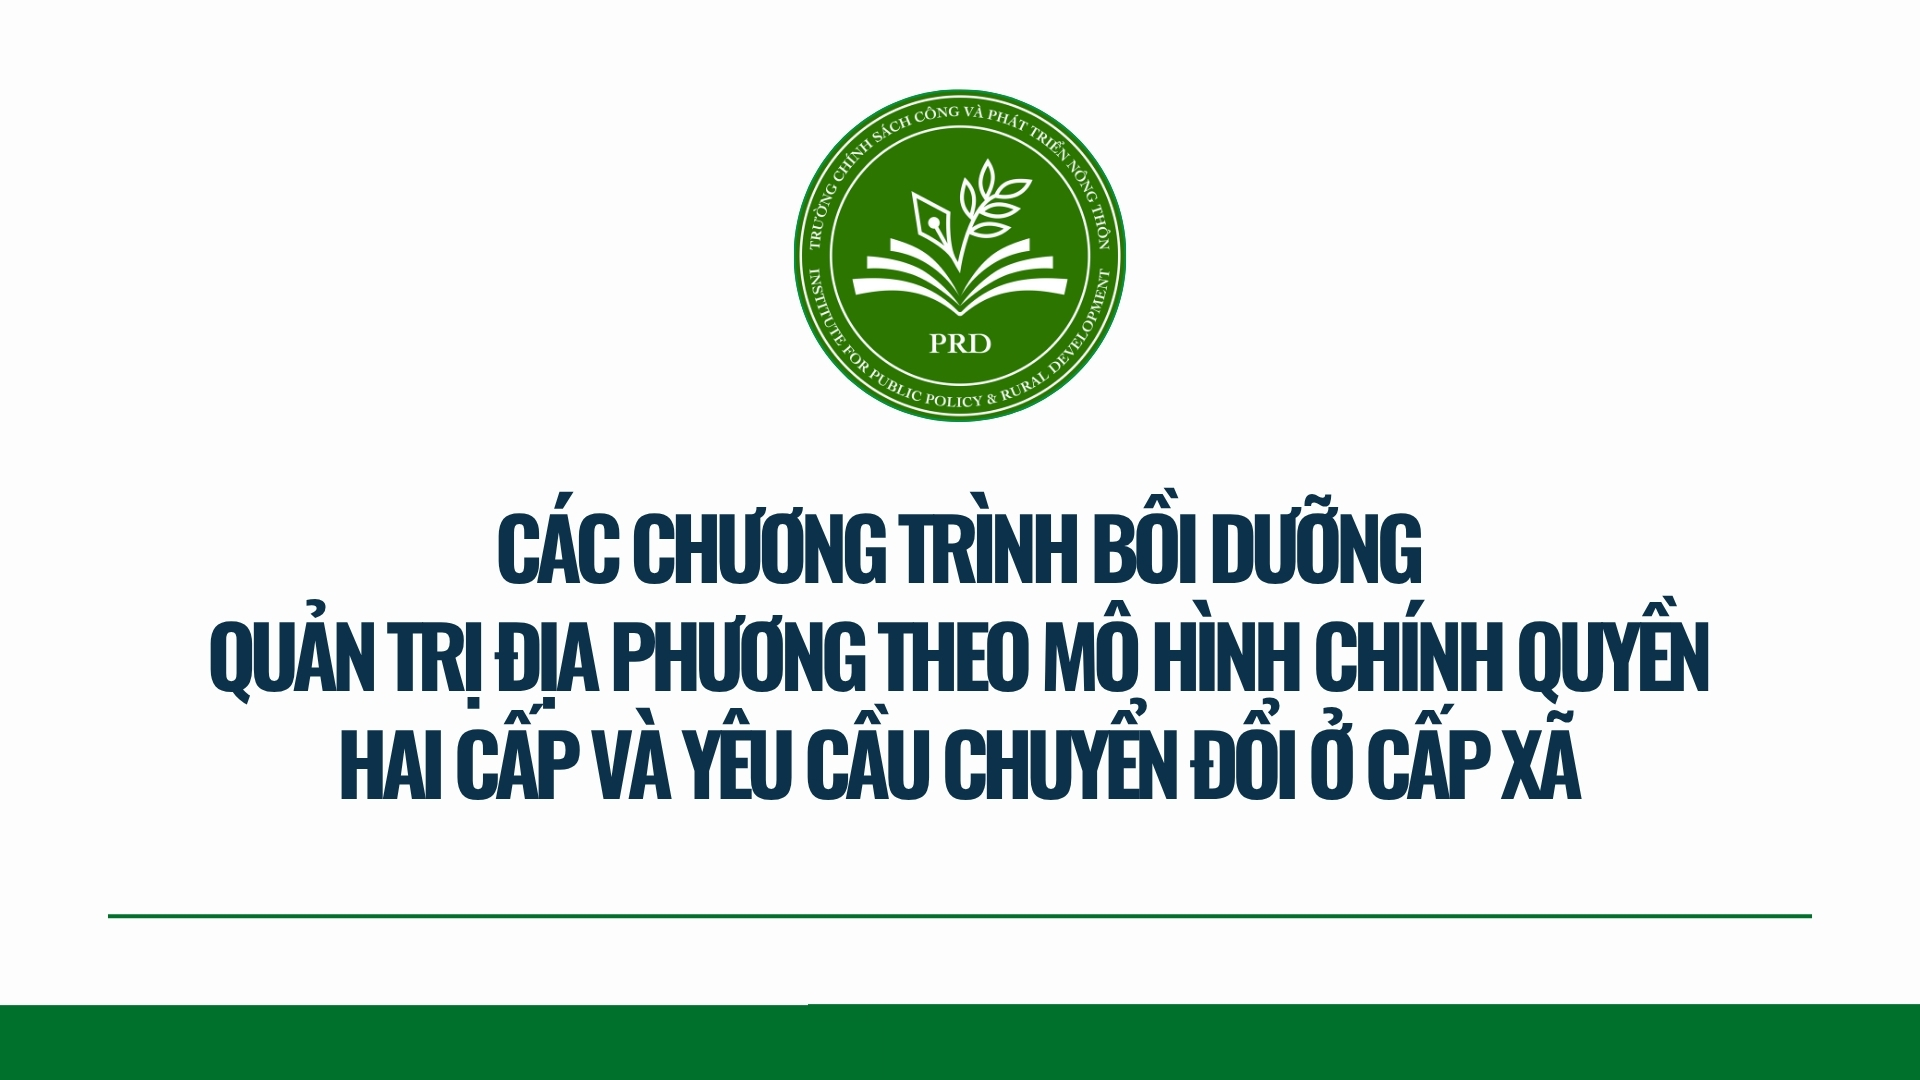 TRƯỜNG CHÍNH SÁCH CÔNG VÀ PHÁT TRIỂN NÔNG THÔN
PRD
INSTITUTE FOR PUBLIC POLICY & RURAL DEVELOPMENT
CÁC CHƯƠNG TRÌNH BỒI DƯỠNG
QUẢN TRỊ ĐỊA PHƯƠNG THEO MÔ HÌNH CHÍNH QUYỀN
HAI CẤP VÀ YÊU CẦU CHUYỂN ĐỔI Ở CẤP XÃ